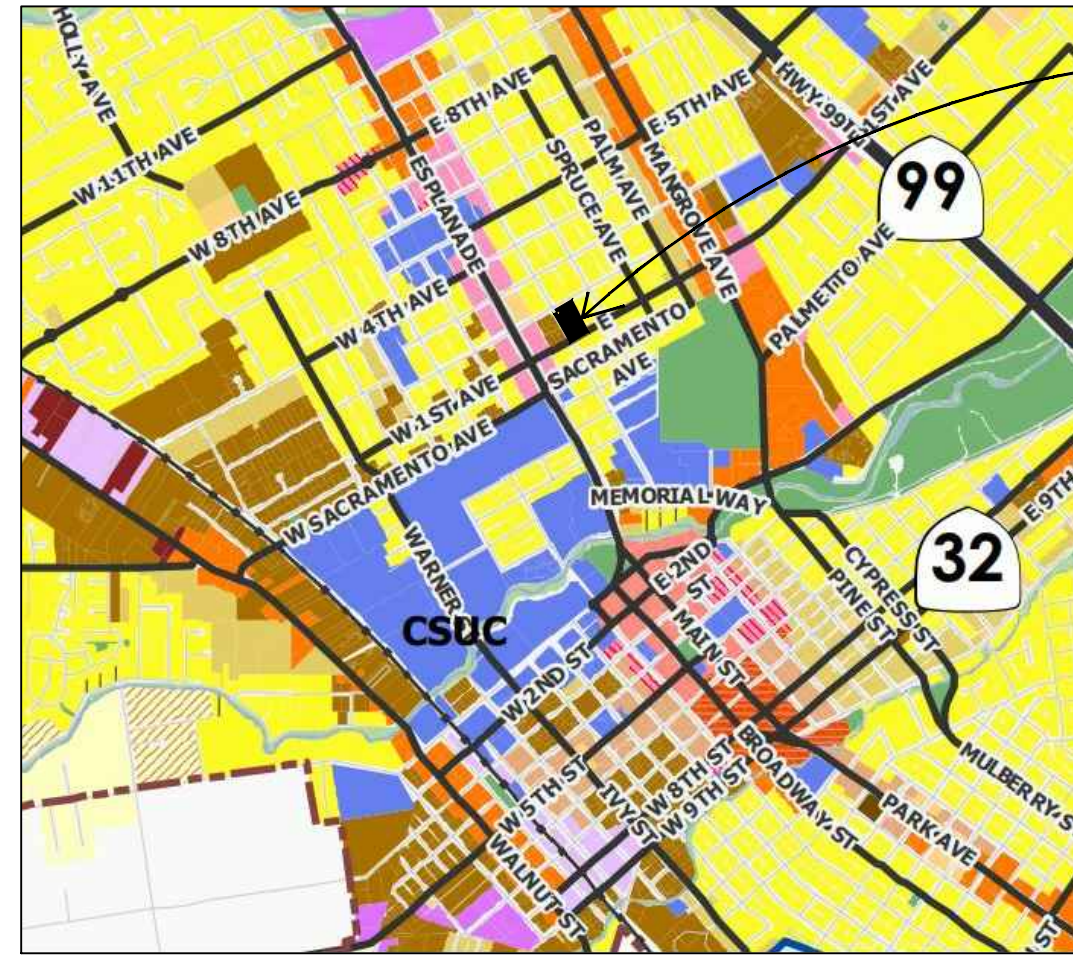 HOLLY AVE
W 11TH AVE
W 8TH AVE
E 8TH AVE
ESPLANADE
SPRUCE AVE
PALM AVE
E 5TH AVE
MANGROVE AVE
HWY 99
ST AVE
99
PALMETTO AVE
W 4TH AVE
E
SACRAMENTO
AVE
W 1ST AVE
W SACRAMENTO AVE
MEMORIAL WAY
WARNER
CSUC
E 2ND
ST
MAIN ST
CYPRESS ST
PINE ST
32
E 9TH
W 2ND ST
W 5TH ST
IVY ST
W 8TH ST
W 9TH ST
BROADWAY ST
WALNUT ST
PARK AVE
MULBERRY S
ST